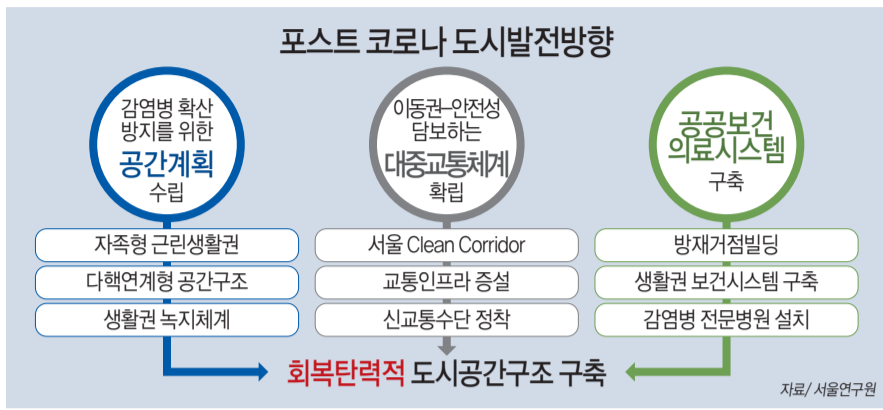 포스트 코로나 도시발전방향
감염병 확산
방지를 위한
공간계획
수립
이동권-안전성
담보하는
대중교통체계
확립
공공보건
의료시스템
구축
자족형 근린생활권
다핵연계형 공간구조
생활권 녹지체계
서울 Clean Corridor
교통인프라 증설
신교통수단 정착
방재거점빌딩
생활권 보건시스템 구축
감염병 전문병원 설치
회복탄력적 도시공간구조 구축
자료/ 서울연구원